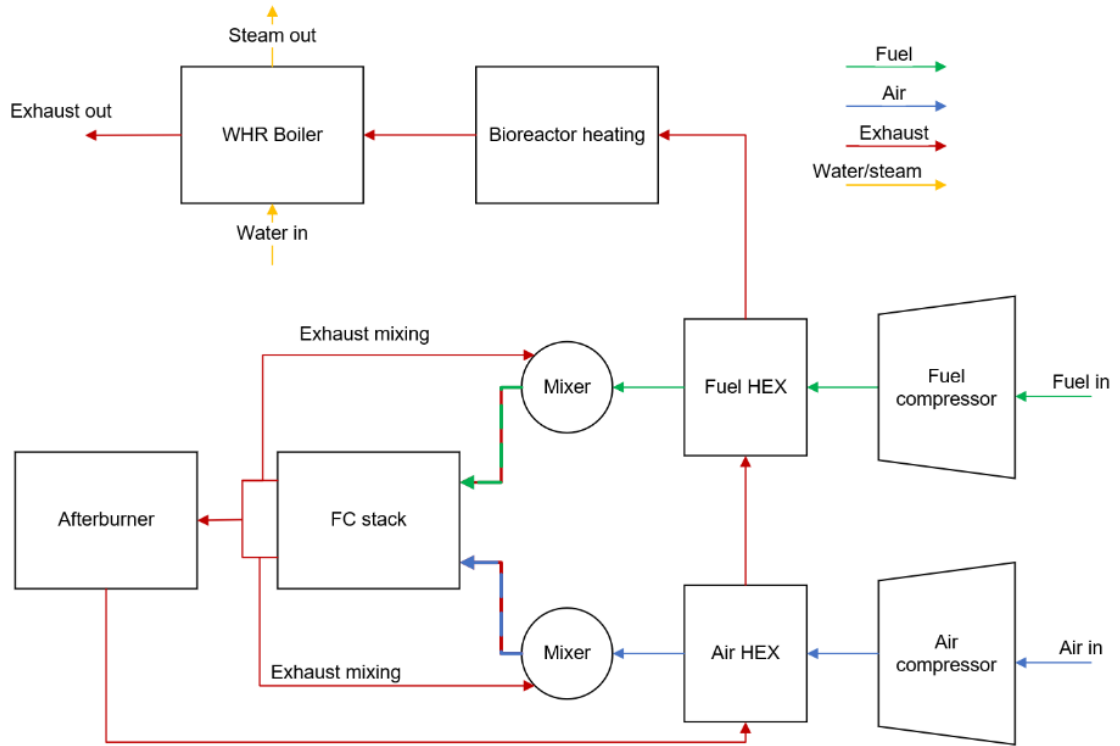 Steam out
Fuel
Air
Exhaust out
WHR Boiler
Bioreactor heating
Exhaust
Water/steam
Water in
Exhaust mixing
Mixer
Fuel HEX
Fuel
compressor
Fuel in
Afterburner
FC stack
Mixer
Air HEX
Air
compressor
Air in
Exhaust mixing